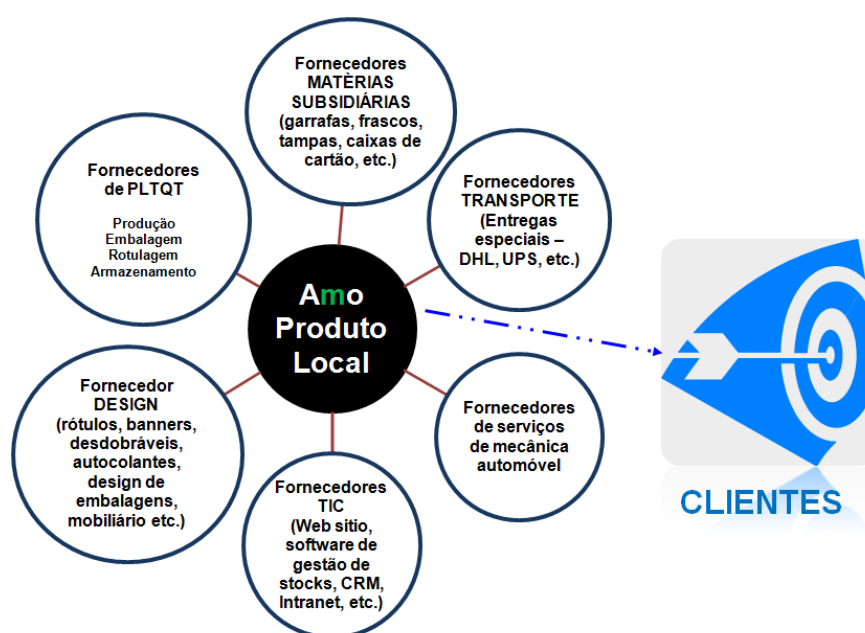 Fornecedores
MATÈRIAS
SUBSIDIÁRIAS
(garrafas, frascos,
tampas, caixas de
cartão, etc.)
Fornecedores
de PLTQT
Produção
Embalagem
Rotulagem
Armazenamento
Fornecedores
TRANSPORTE
(Entregas
especiais –
DHL, UPS, etc.)
Amo
Produto
Local
Fornecedor
DESIGN
(rótulos, banners,
desdobráveis,
autocolantes,
design de
embalagens,
mobiliário etc.)
Fornecedores
de serviços
de mecânica
automóvel
Fornecedores
TIC
(Web sitio,
software de
gestão de
stocks, CRM,
Intranet, etc.)
CLIENTES